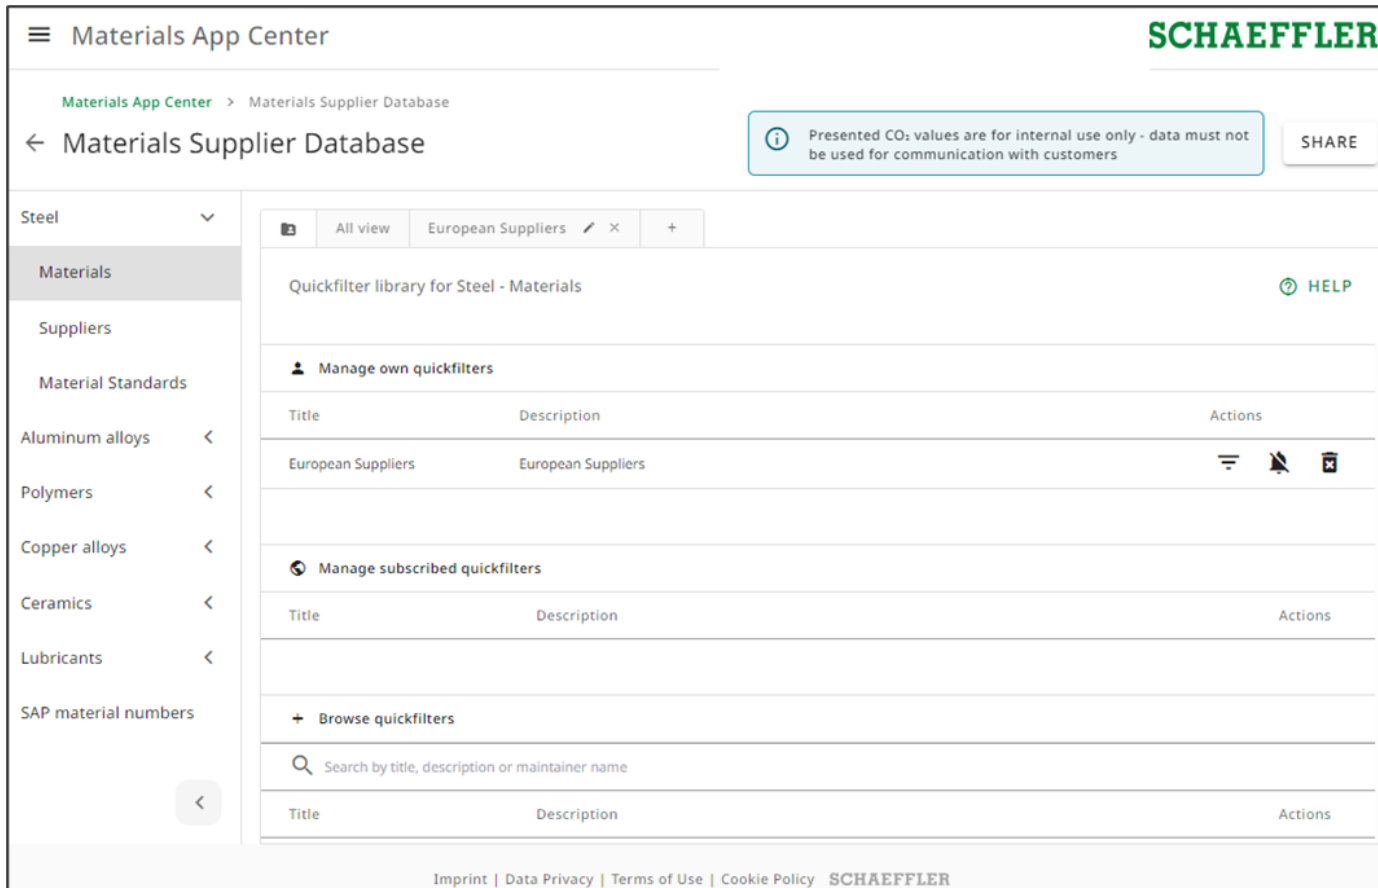 Materials App Center
SCHAEFFLER
Materials App Center > Materials Supplier Database
Materials Supplier Database
Presented CO₂ values are for internal use only - data must not
be used for communication with customers
SHARE
Steel
Materials
Suppliers
Material Standards
Aluminum alloys
Polymers
Copper alloys
Ceramics
Lubricants
SAP material numbers
All view
European Suppliers
+
Quickfilter library for Steel - Materials
HELP
Manage own quickfilters
Title Description Actions
European Suppliers European Suppliers
Manage subscribed quickfilters
Title Description Actions
Browse quickfilters
Search by title, description or maintainer name
Title Description Actions
Imprint | Data Privacy | Terms of Use | Cookie Policy SCHAEFFLER